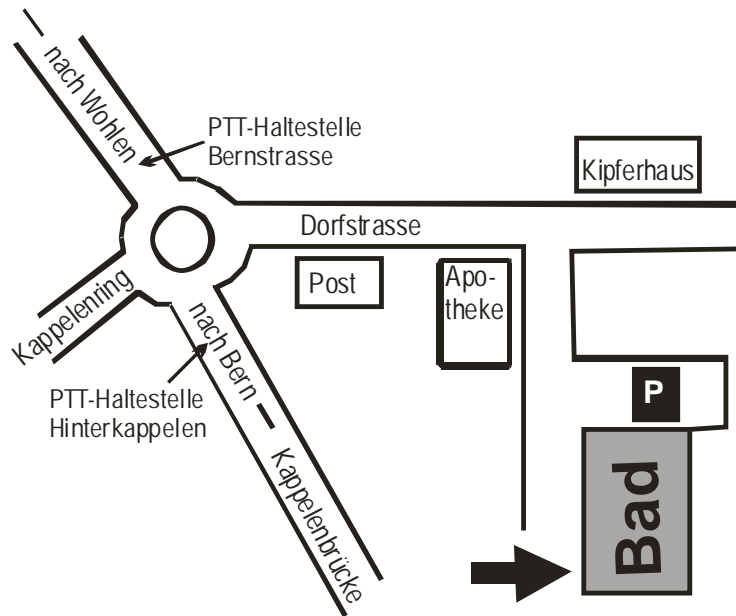 nach Wohlen
PTT-Haltestelle
Bernstrasse
Kipferhaus
Dorfstrasse
Post
Apo-
theke
Kappelenring
nach Bern – Kappelenbrücke
PTT-Haltestelle
Hinterkappelen
P
Bad